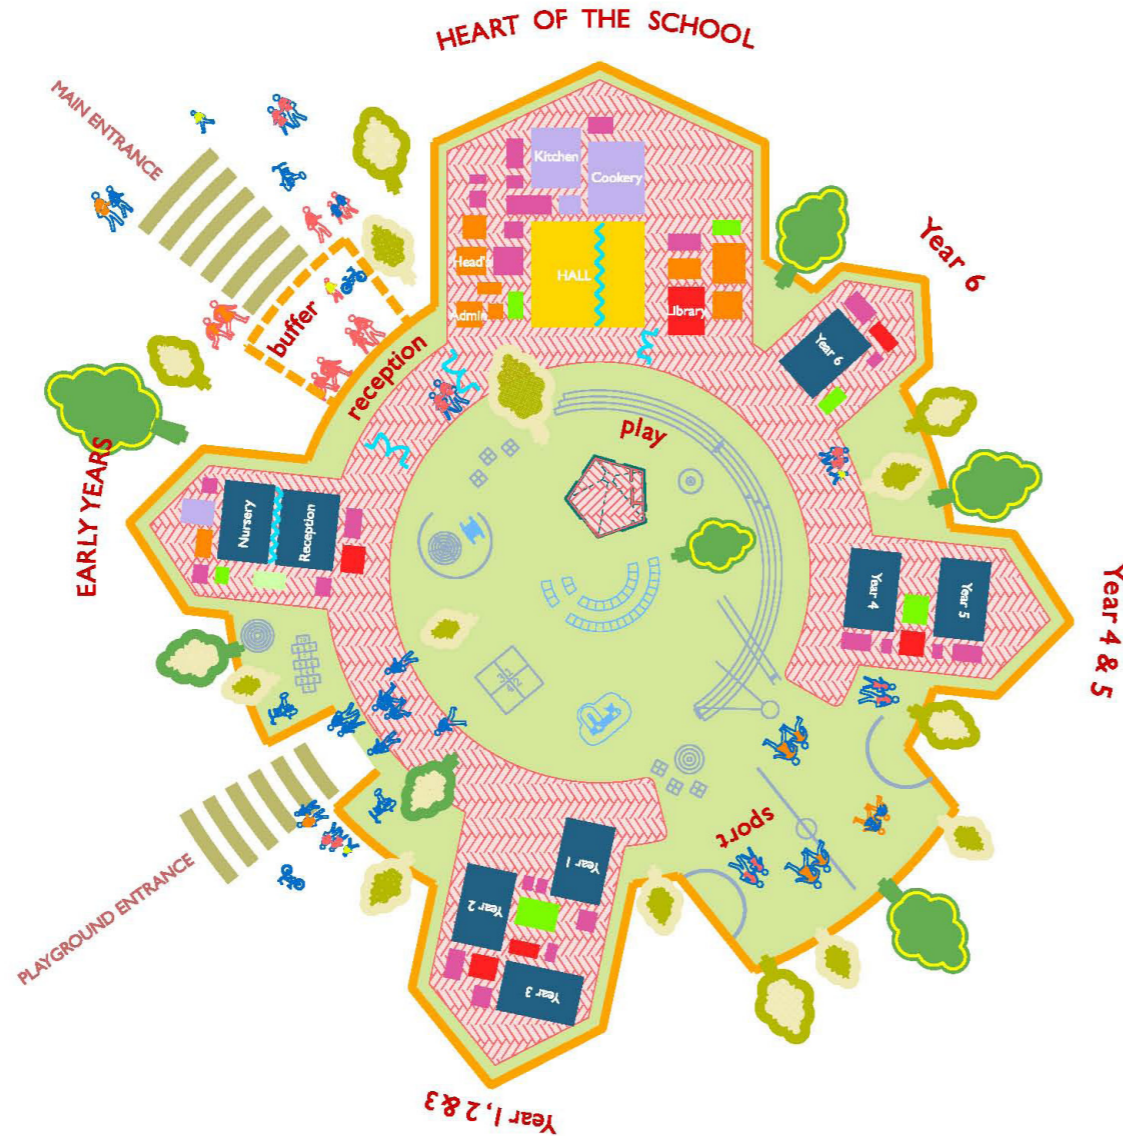 HEART OF THE SCHOOL
MAIN ENTRANCE
Kitchen
Cookery
Head's
HALL
Admin
Library
Year 6
Year 6
buffer
reception
play
EARLY YEARS
Nursery
Reception
Year 4
Year 5
Year 4 & 5
sport
PLAYGROUND ENTRANCE
Year 1
Year 2
Year 3
Year 1, 2 & 3